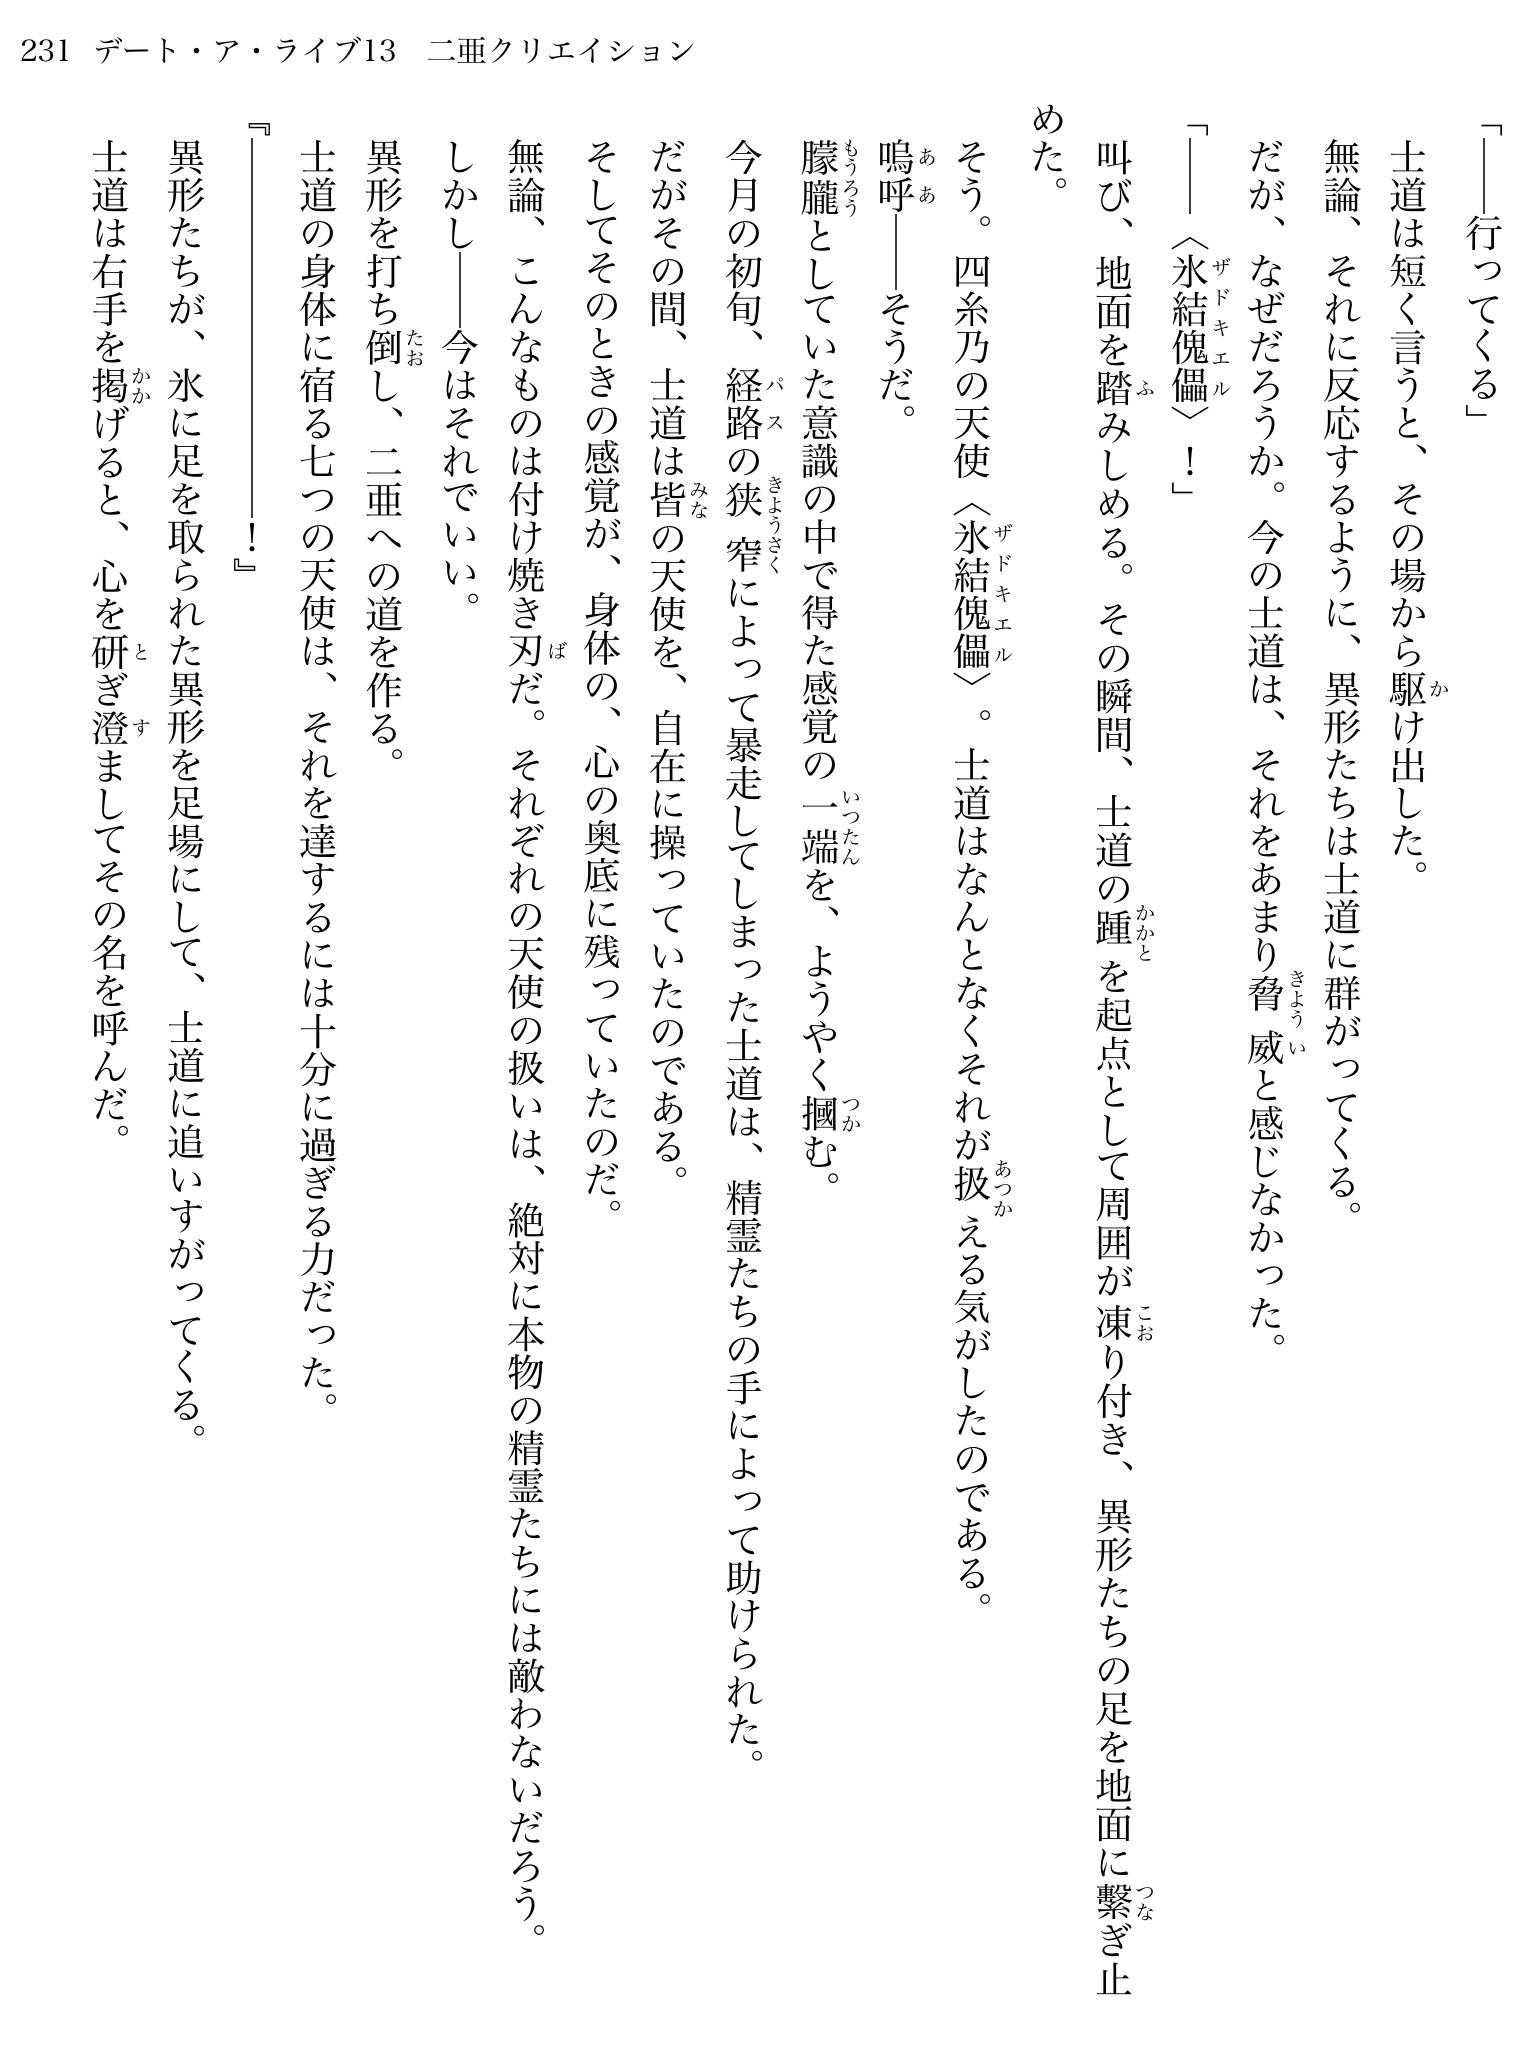 231 デート・ア・ライブ13　二亜クリエイション
「――行ってくる」
士道は短く言うと、その場から駆け出した。
無論、それに反応するように、異形たちは士道に群がってくる。
だが、なぜだろうか。今の士道は、それをあまり脅威と感じなかった。
「――〈氷結傀儡〉！」
叫び、地面を踏みしめる。その瞬間、士道の踵を起点として周囲が凍り付き、異形たちの足を地面に繋ぎ止
めた。
そう。四糸乃の天使〈氷結傀儡〉。士道はなんとなくそれが扱える気がしたのである。
嗚呼――そうだ。
朦朧としていた意識の中で得た感覚の一端を、ようやく摑む。
今月の初旬、経路の狭窄によって暴走してしまった士道は、精霊たちの手によって助けられた。
だがその間、士道は皆の天使を、自在に操っていたのである。
そしてそのときの感覚が、身体の、心の奥底に残っていたのだ。
無論、こんなものは付け焼き刃だ。それぞれの天使の扱いは、絶対に本物の精霊たちには敵わないだろう。
しかし――今はそれでいい。
異形を打ち倒し、二亜への道を作る。
士道の身体に宿る七つの天使は、それを達するには十分に過ぎる力だった。
『――――――――――！』
異形たちが、氷に足を取られた異形を足場にして、士道に追いすがってくる。
士道は右手を掲げると、心を研ぎ澄ましてその名を呼んだ。